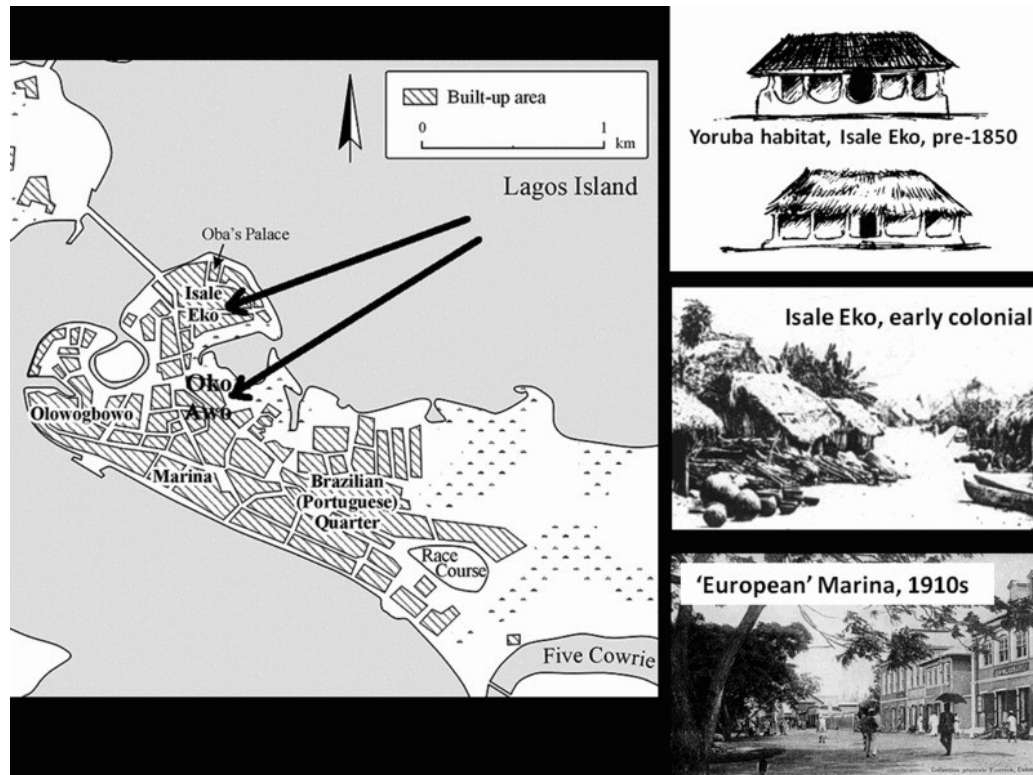 Built-up area
0 1
km
Lagos Island
Oba's Palace
Isale
Eko
Oko
Awo
Olowogbowo
Marina
Brazilian
(Portuguese)
Quarter
Race
Course
Five Cowrie
Yoruba habitat, Isale Eko, pre-1850
Isale Eko, early colonial
‘European’ Marina, 1910s